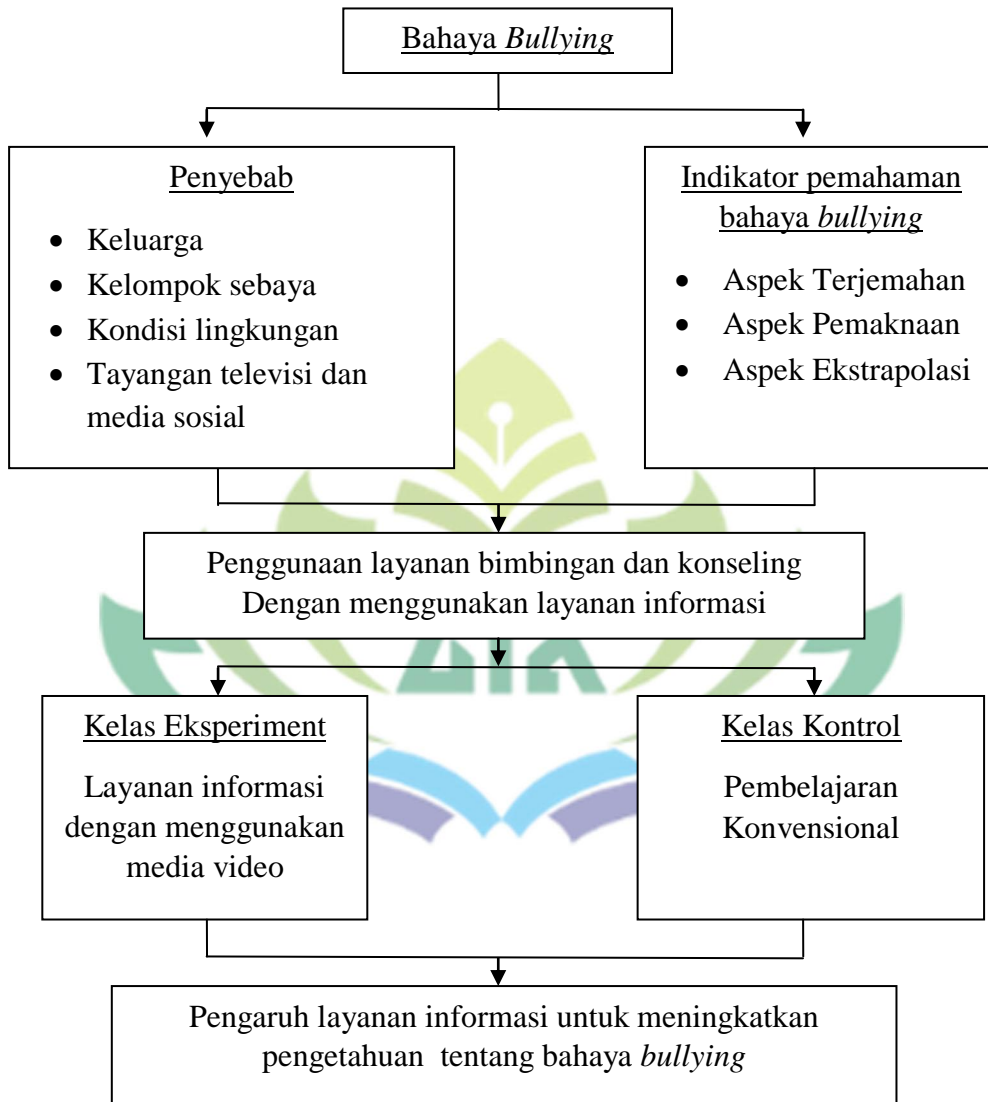 Bahaya Bullying
Penyebab
• Keluarga
• Kelompok sebaya
• Kondisi lingkungan
• Tayangan televisi dan
media sosial
Indikator pemahaman
bahaya bullying
• Aspek Terjemahan
• Aspek Pemaknaan
• Aspek Ekstrapolasi
Penggunaan layanan bimbingan dan konseling
Dengan menggunakan layanan informasi
Kelas Eksperiment
Layanan informasi
dengan menggunakan
media video
Kelas Kontrol
Pembelajaran
Konvensional
Pengaruh layanan informasi untuk meningkatkan
pengetahuan tentang bahaya bullying